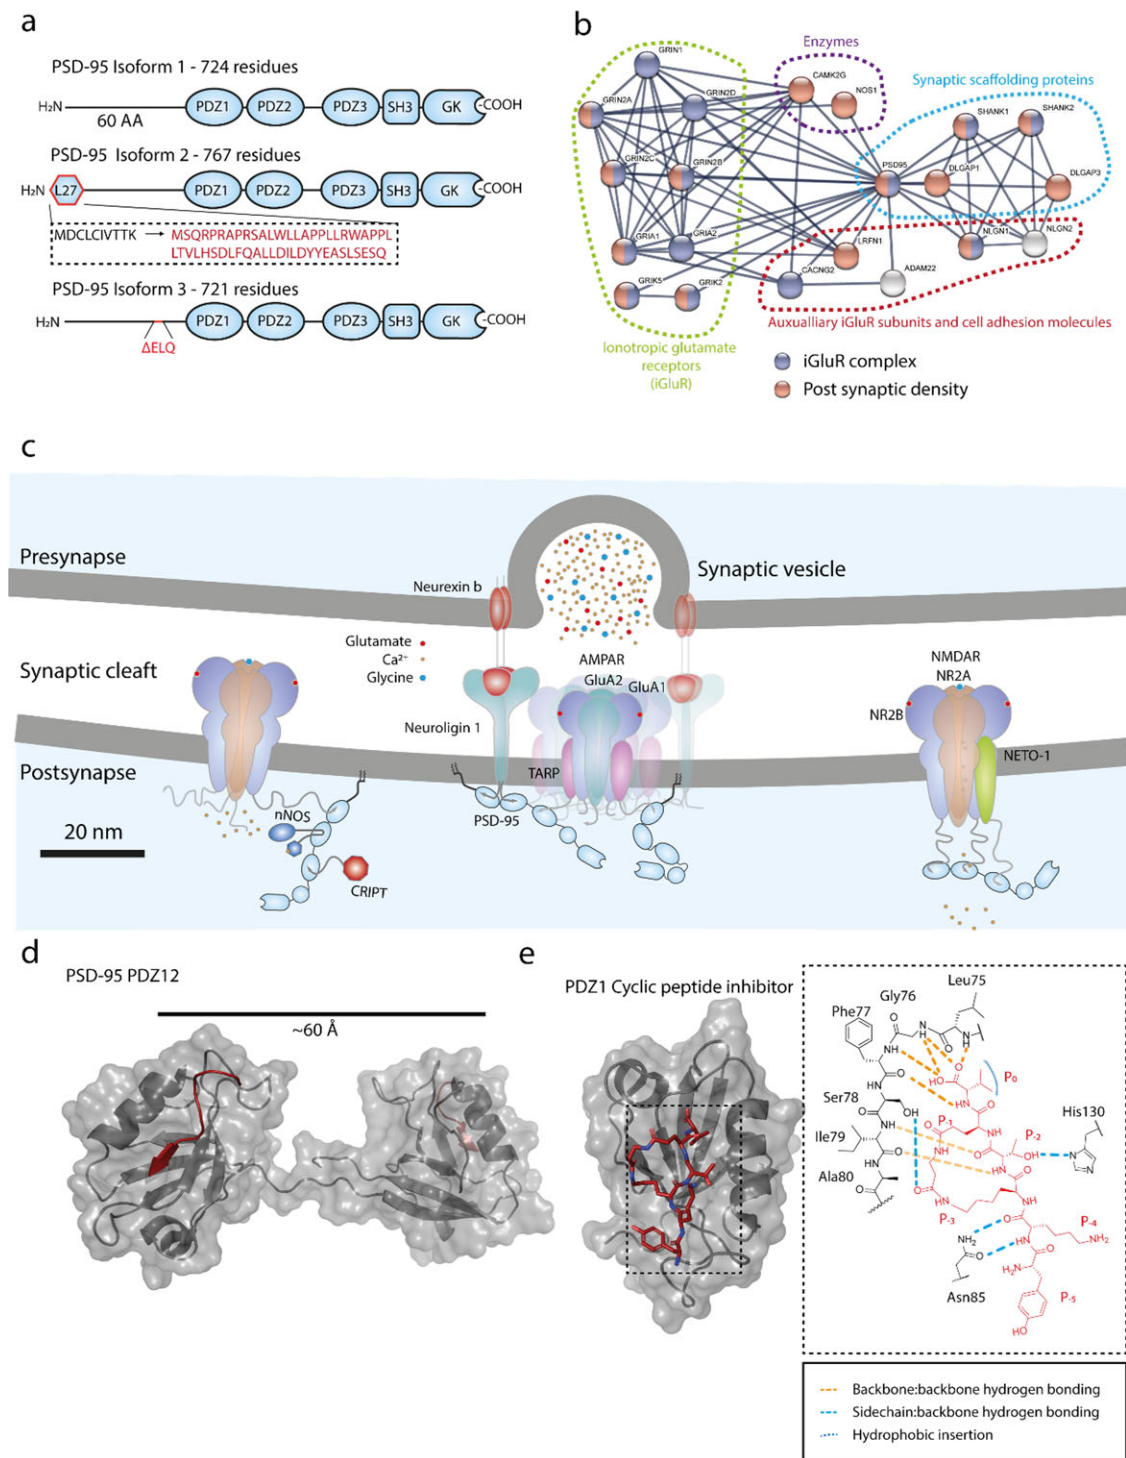 a
PSD-95 Isoform 1 - 724 residues
H₂N
60 AA
PDZ1
PDZ2
PDZ3
SH3
GK
-COOH
PSD-95 Isoform 2 - 767 residues
H₂N
L27
PDZ1
PDZ2
PDZ3
SH3
GK
-COOH
MDCLCIVTTK → MSQRPRAPRSALWLLAPPLLRWAPPL
LTVLHSDLFQALLDILDYYEASLSESQ
PSD-95 Isoform 3 - 721 residues
H₂N
PDZ1
PDZ2
PDZ3
SH3
GK
-COOH
ΔELQ
b
Enzymes
GRIN1
CAMK2G
NOS1
GRIN2A
GRIN2D
Synaptic scaffolding proteins
SHANK1
SHANK2
GRIN2C
GRIN2B
PSD95
DLGAP1
DLGAP3
GRIA1
GRIA2
LRFN1
NLGN1
NLGN2
CACNG2
ADAM22
GRIK5
GRIK2
Auxualliary iGluR subunits and cell adhesion molecules
Ionotropic glutamate
receptors
(iGluR)
iGluR complex
Post synaptic density
c
Presynapse
Neurexin b
Synaptic vesicle
Glutamate
Ca²⁺
Glycine
Synaptic cleft
AMPAR
GluA2
GluA1
NMDAR
NR2A
NR2B
Neuroligin 1
NETO-1
Postsynapse
TARP
nNOS
PSD-95
20 nm
CRIPT
d
PSD-95 PDZ12
~60 Å
e
PDZ1 Cyclic peptide inhibitor
Leu75
Gly76
Phe77
Ser78
Ile79
Ala80
His130
Asn85
P₀
P₋₁
P₋₂
P₋₃
P₋₄
P₋₅
O
H
N
OH
HO
NH
HN
NH₂
H₂N
Backbone:backbone hydrogen bonding
Sidechain:backbone hydrogen bonding
Hydrophobic insertion